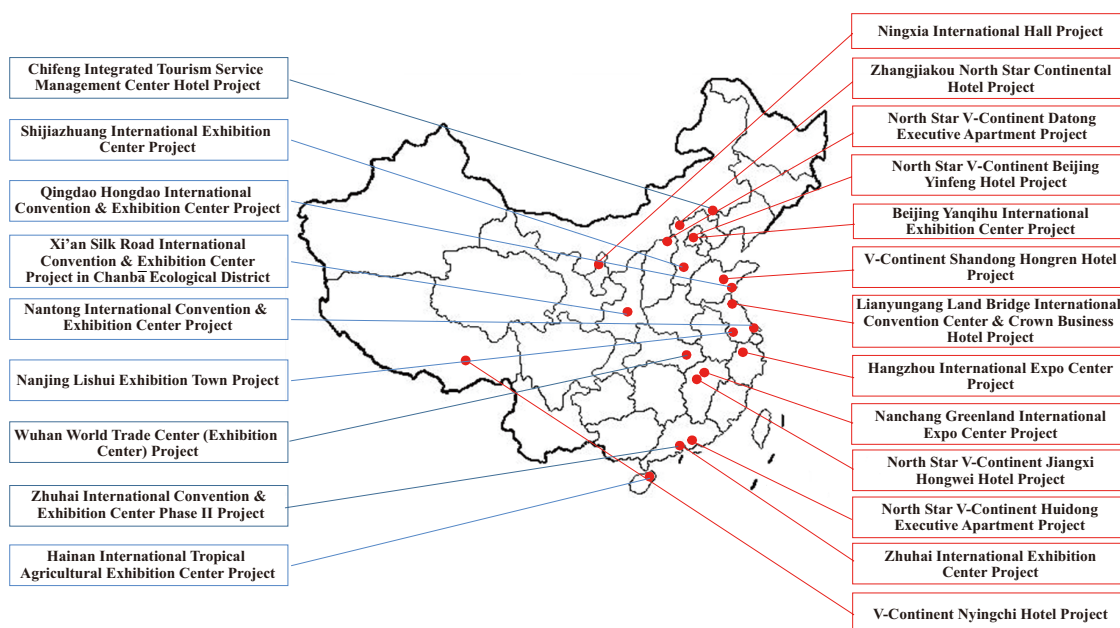 Chifeng Integrated Tourism Service
Management Center Hotel Project
Shijiazhuang International Exhibition
Center Project
Qingdao Hongdao International
Convention & Exhibition Center Project
Xi’an Silk Road International
Convention & Exhibition Center
Project in Chanba̅ Ecological District
Nantong International Convention
& Exhibition Center Project
Nanjing Lishui Exhibition Town Project
Wuhan World Trade Center (Exhibition
Center) Project
Zhuhai International Convention &
Exhibition Center Phase II Project
Hainan International Tropical
Agricultural Exhibition Center Project
Ningxia International Hall Project
Zhangjiakou North Star Continental
Hotel Project
North Star V-Continent Datong
Executive Apartment Project
North Star V-Continent Beijing
Yinfeng Hotel Project
Beijing Yanqihu International
Exhibition Center Project
V-Continent Shandong Hongren Hotel
Project
Lianyungang Land Bridge International
Convention Center & Crown Business
Hotel Project
Hangzhou International Expo Center
Project
Nanchang Greenland International
Expo Center Project
North Star V-Continent Jiangxi
Hongwei Hotel Project
North Star V-Continent Huidong
Executive Apartment Project
Zhuhai International Exhibition
Center Project
V-Continent Nyingchi Hotel Project